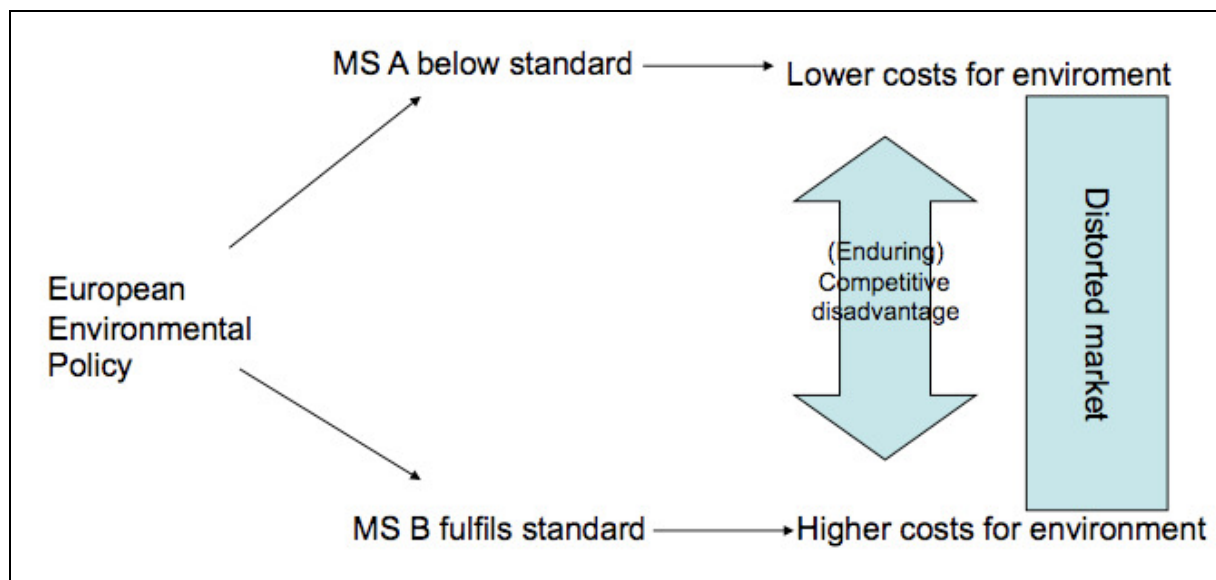 MS A below standard
Lower costs for enviroment
(Enduring)
Competitive
disadvantage
Distorted market
European
Environmental
Policy
MS B fulfils standard
Higher costs for environment